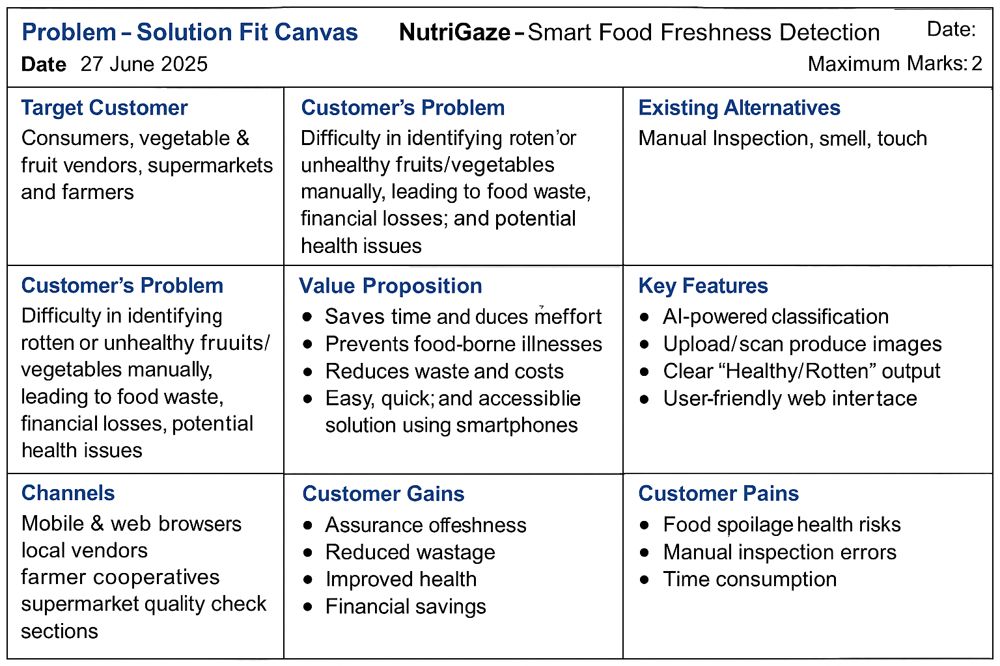 Problem – Solution Fit Canvas
NutriGaze – Smart Food Freshness Detection
Date:
Date 27 June 2025
Maximum Marks: 2
Target Customer
Consumers, vegetable &
fruit vendors, supermarkets
and farmers
Customer’s Problem
Difficulty in identifying roten’or
unhealthy fruits/vegetables
manually, leading to food waste,
financial losses; and potential
health issues
Existing Alternatives
Manual Inspection, smell, touch
Customer’s Problem
Difficulty in identifying
rotten or unhealthy fruuits/
vegetables manually,
leading to food waste,
financial losses, potential
health issues
Value Proposition
• Saves time and duces meffort
• Prevents food-borne illnesses
• Reduces waste and costs
• Easy, quick; and accessiblie
solution using smartphones
Key Features
• AI-powered classification
• Upload/scan produce images
• Clear “Healthy/Rotten” output
• User-friendly web intertace
Channels
Mobile & web browsers
local vendors
farmer cooperatives
supermarket quality check
sections
Customer Gains
• Assurance offeshness
• Reduced wastage
• Improved health
• Financial savings
Customer Pains
• Food spoilage health risks
• Manual inspection errors
• Time consumption